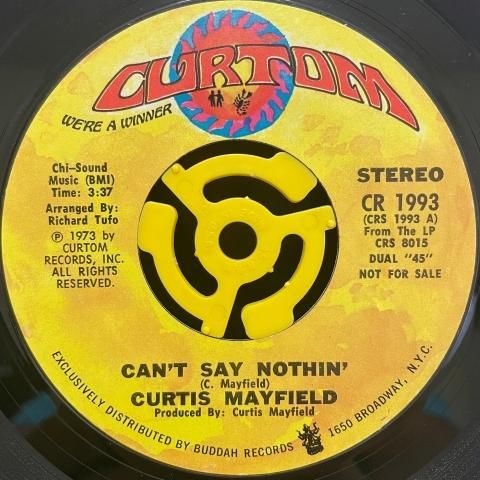 CURTOM
WE'RE A WINNER
Chi-Sound
Music (BMI)
Time: 3:37
Arranged By:
Richard Tufo
Ⓟ 1973 by
CURTOM
RECORDS, INC.
ALL RIGHTS
RESERVED.
STEREO
CR 1993
(CRS 1993 A)
From The LP
CRS 8015
DUAL "45"
NOT FOR SALE
CAN'T SAY NOTHIN'
(C. Mayfield)
CURTIS MAYFIELD
Produced By: Curtis Mayfield
EXCLUSIVELY DISTRIBUTED BY BUDDAH RECORDS 1650 BROADWAY, N.Y.C.